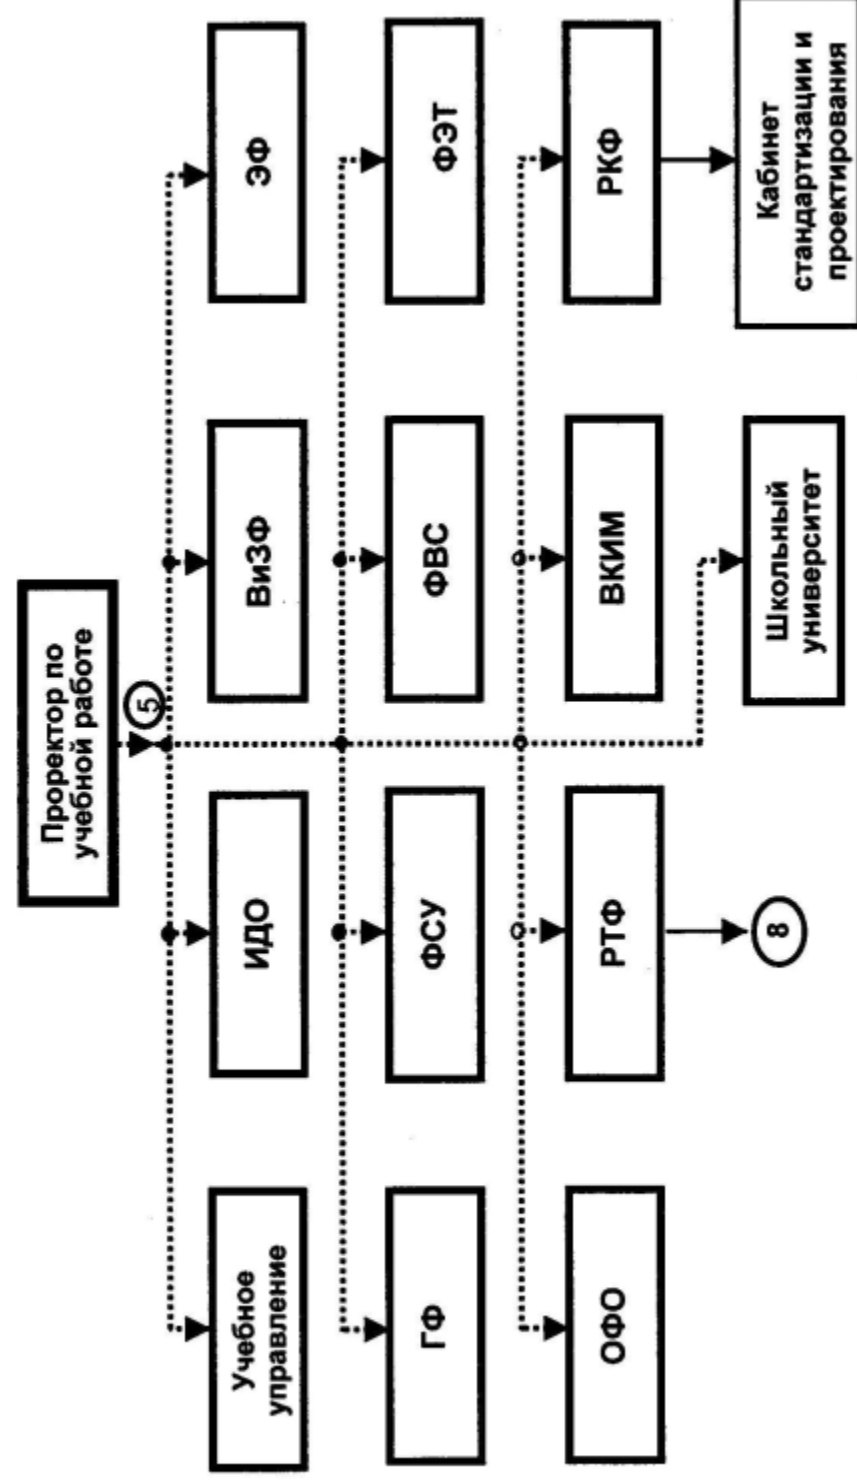 Проректор по
учебной работе
5
Учебное
управление
ИДО
ВиЗФ
ЭФ
ГФ
ФСУ
ФВС
ФЭТ
ОФО
РТФ
ВКИМ
РКФ
8
Школьный
университет
Кабинет
стандартизации и
проектирования